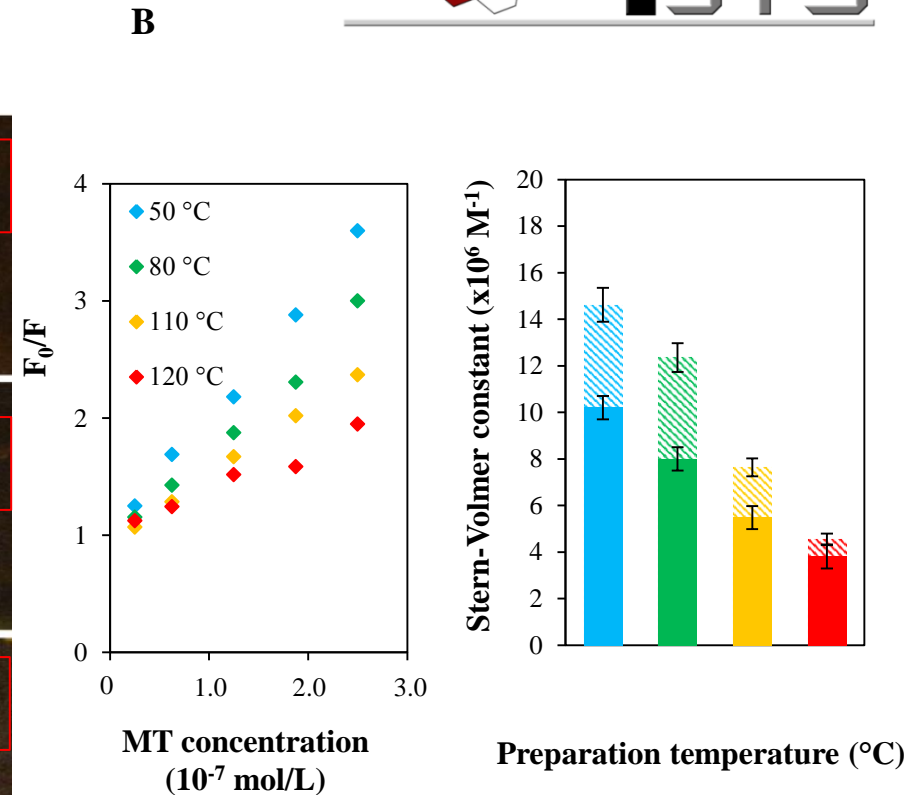 B
4
3
2
1
0
F₀/F
50 °C
80 °C
110 °C
120 °C
0
1.0
2.0
3.0
MT concentration
(10⁻⁷ mol/L)
Stern-Volmer constant (x10⁶ M⁻¹)
20
18
16
14
12
10
8
6
4
2
0
Preparation temperature (°C)